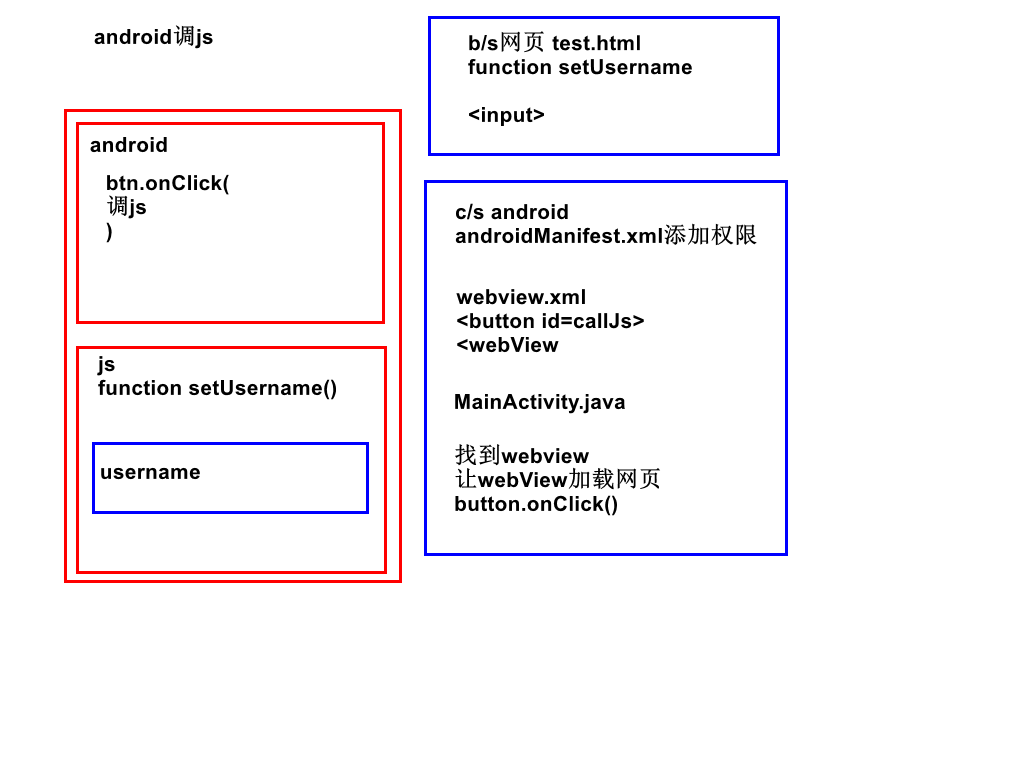 android调js
android
btn.onClick(
调js
)
js
function setUsername()
username
b/s网页 test.html
function setUsername
<input>
c/s android
androidManifest.xml添加权限
webview.xml
<button id=callJs>
<webView
MainActivity.java
找到webview
让webView加载网页
button.onClick()